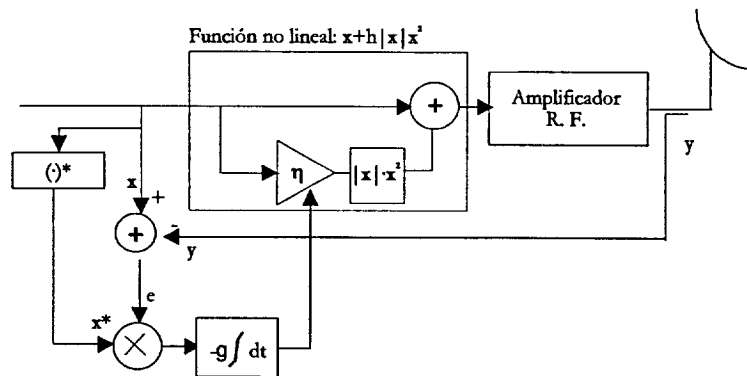 Función no lineal: x+h|x|x²
+
Amplificador
R. F.
y
(·)*
η
|x|·x²
x
+
+
-
y
e
x*
×
-g∫ dt